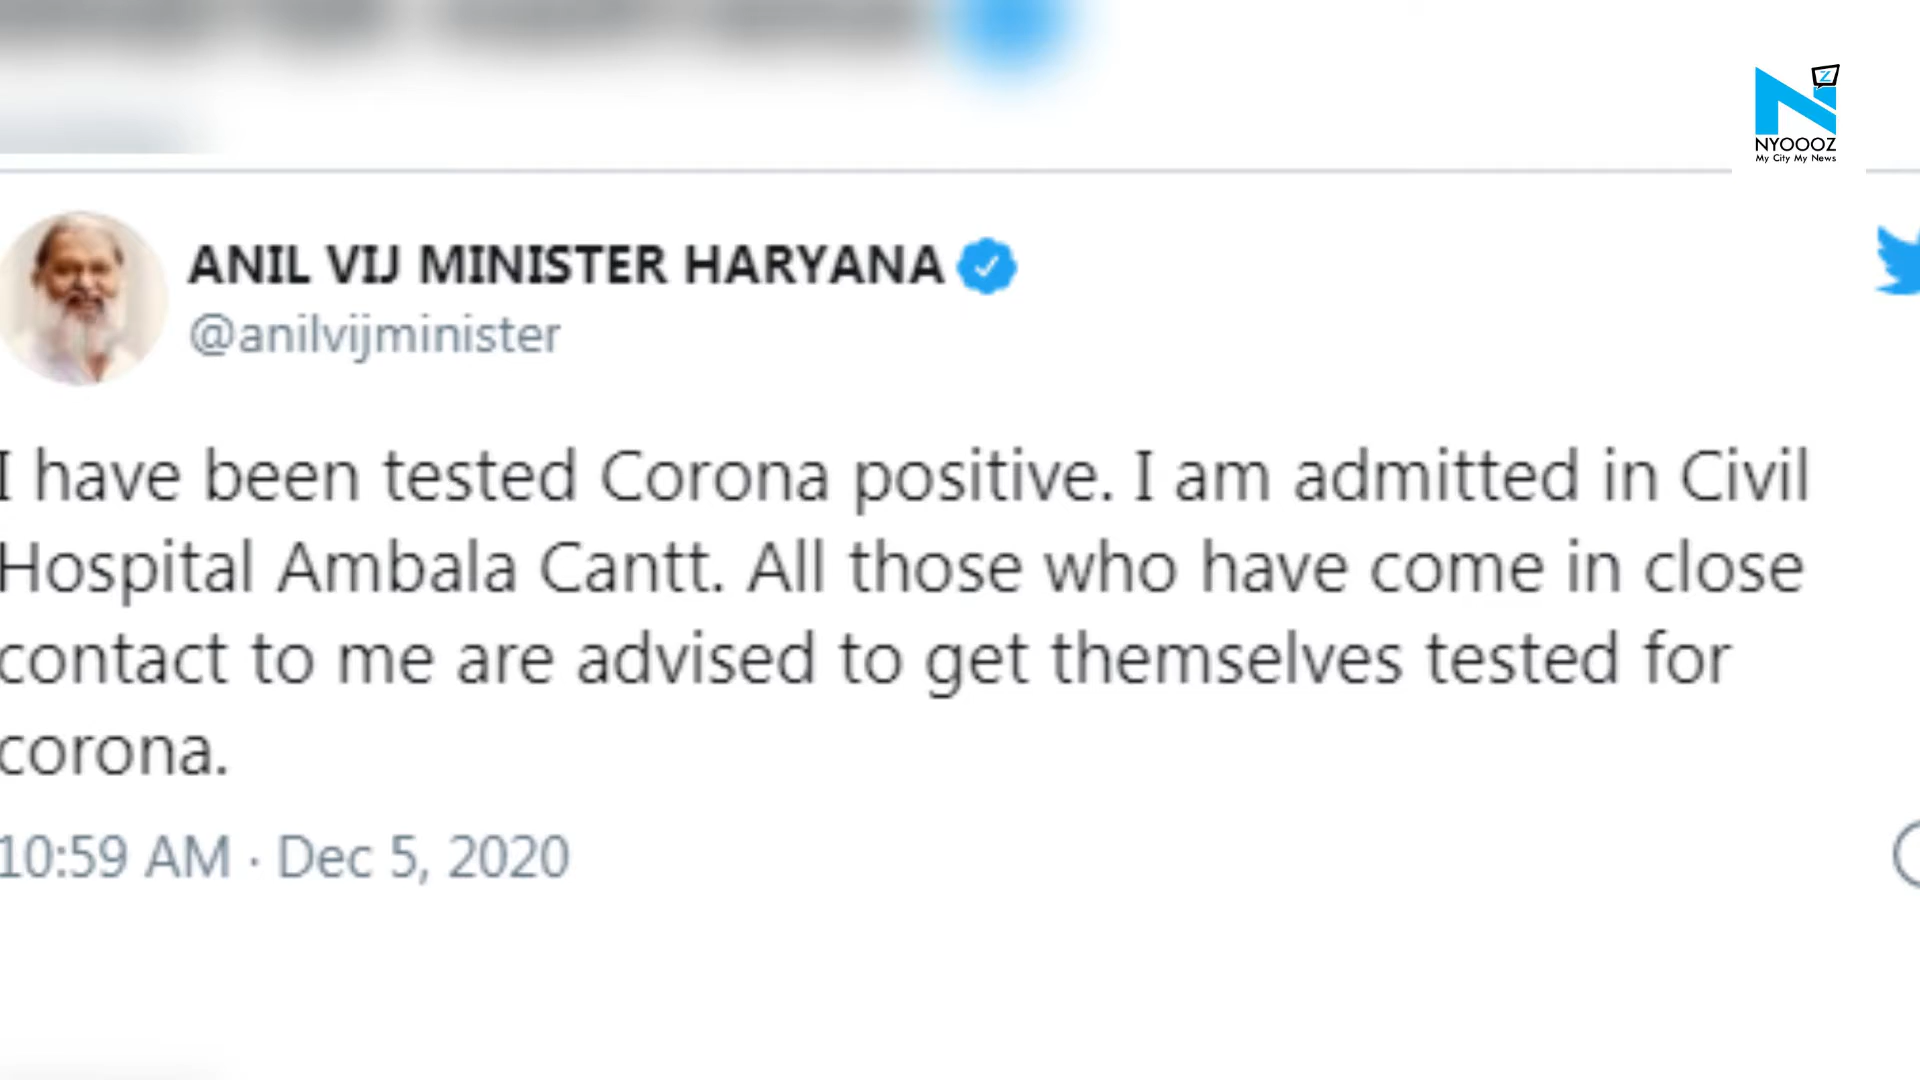 NYOOOZ
My City My News
ANIL VIJ MINISTER HARYANA
@anilvijminister
I have been tested Corona positive. I am admitted in Civil
Hospital Ambala Cantt. All those who have come in close
contact to me are advised to get themselves tested for
corona.
10:59 AM · Dec 5, 2020